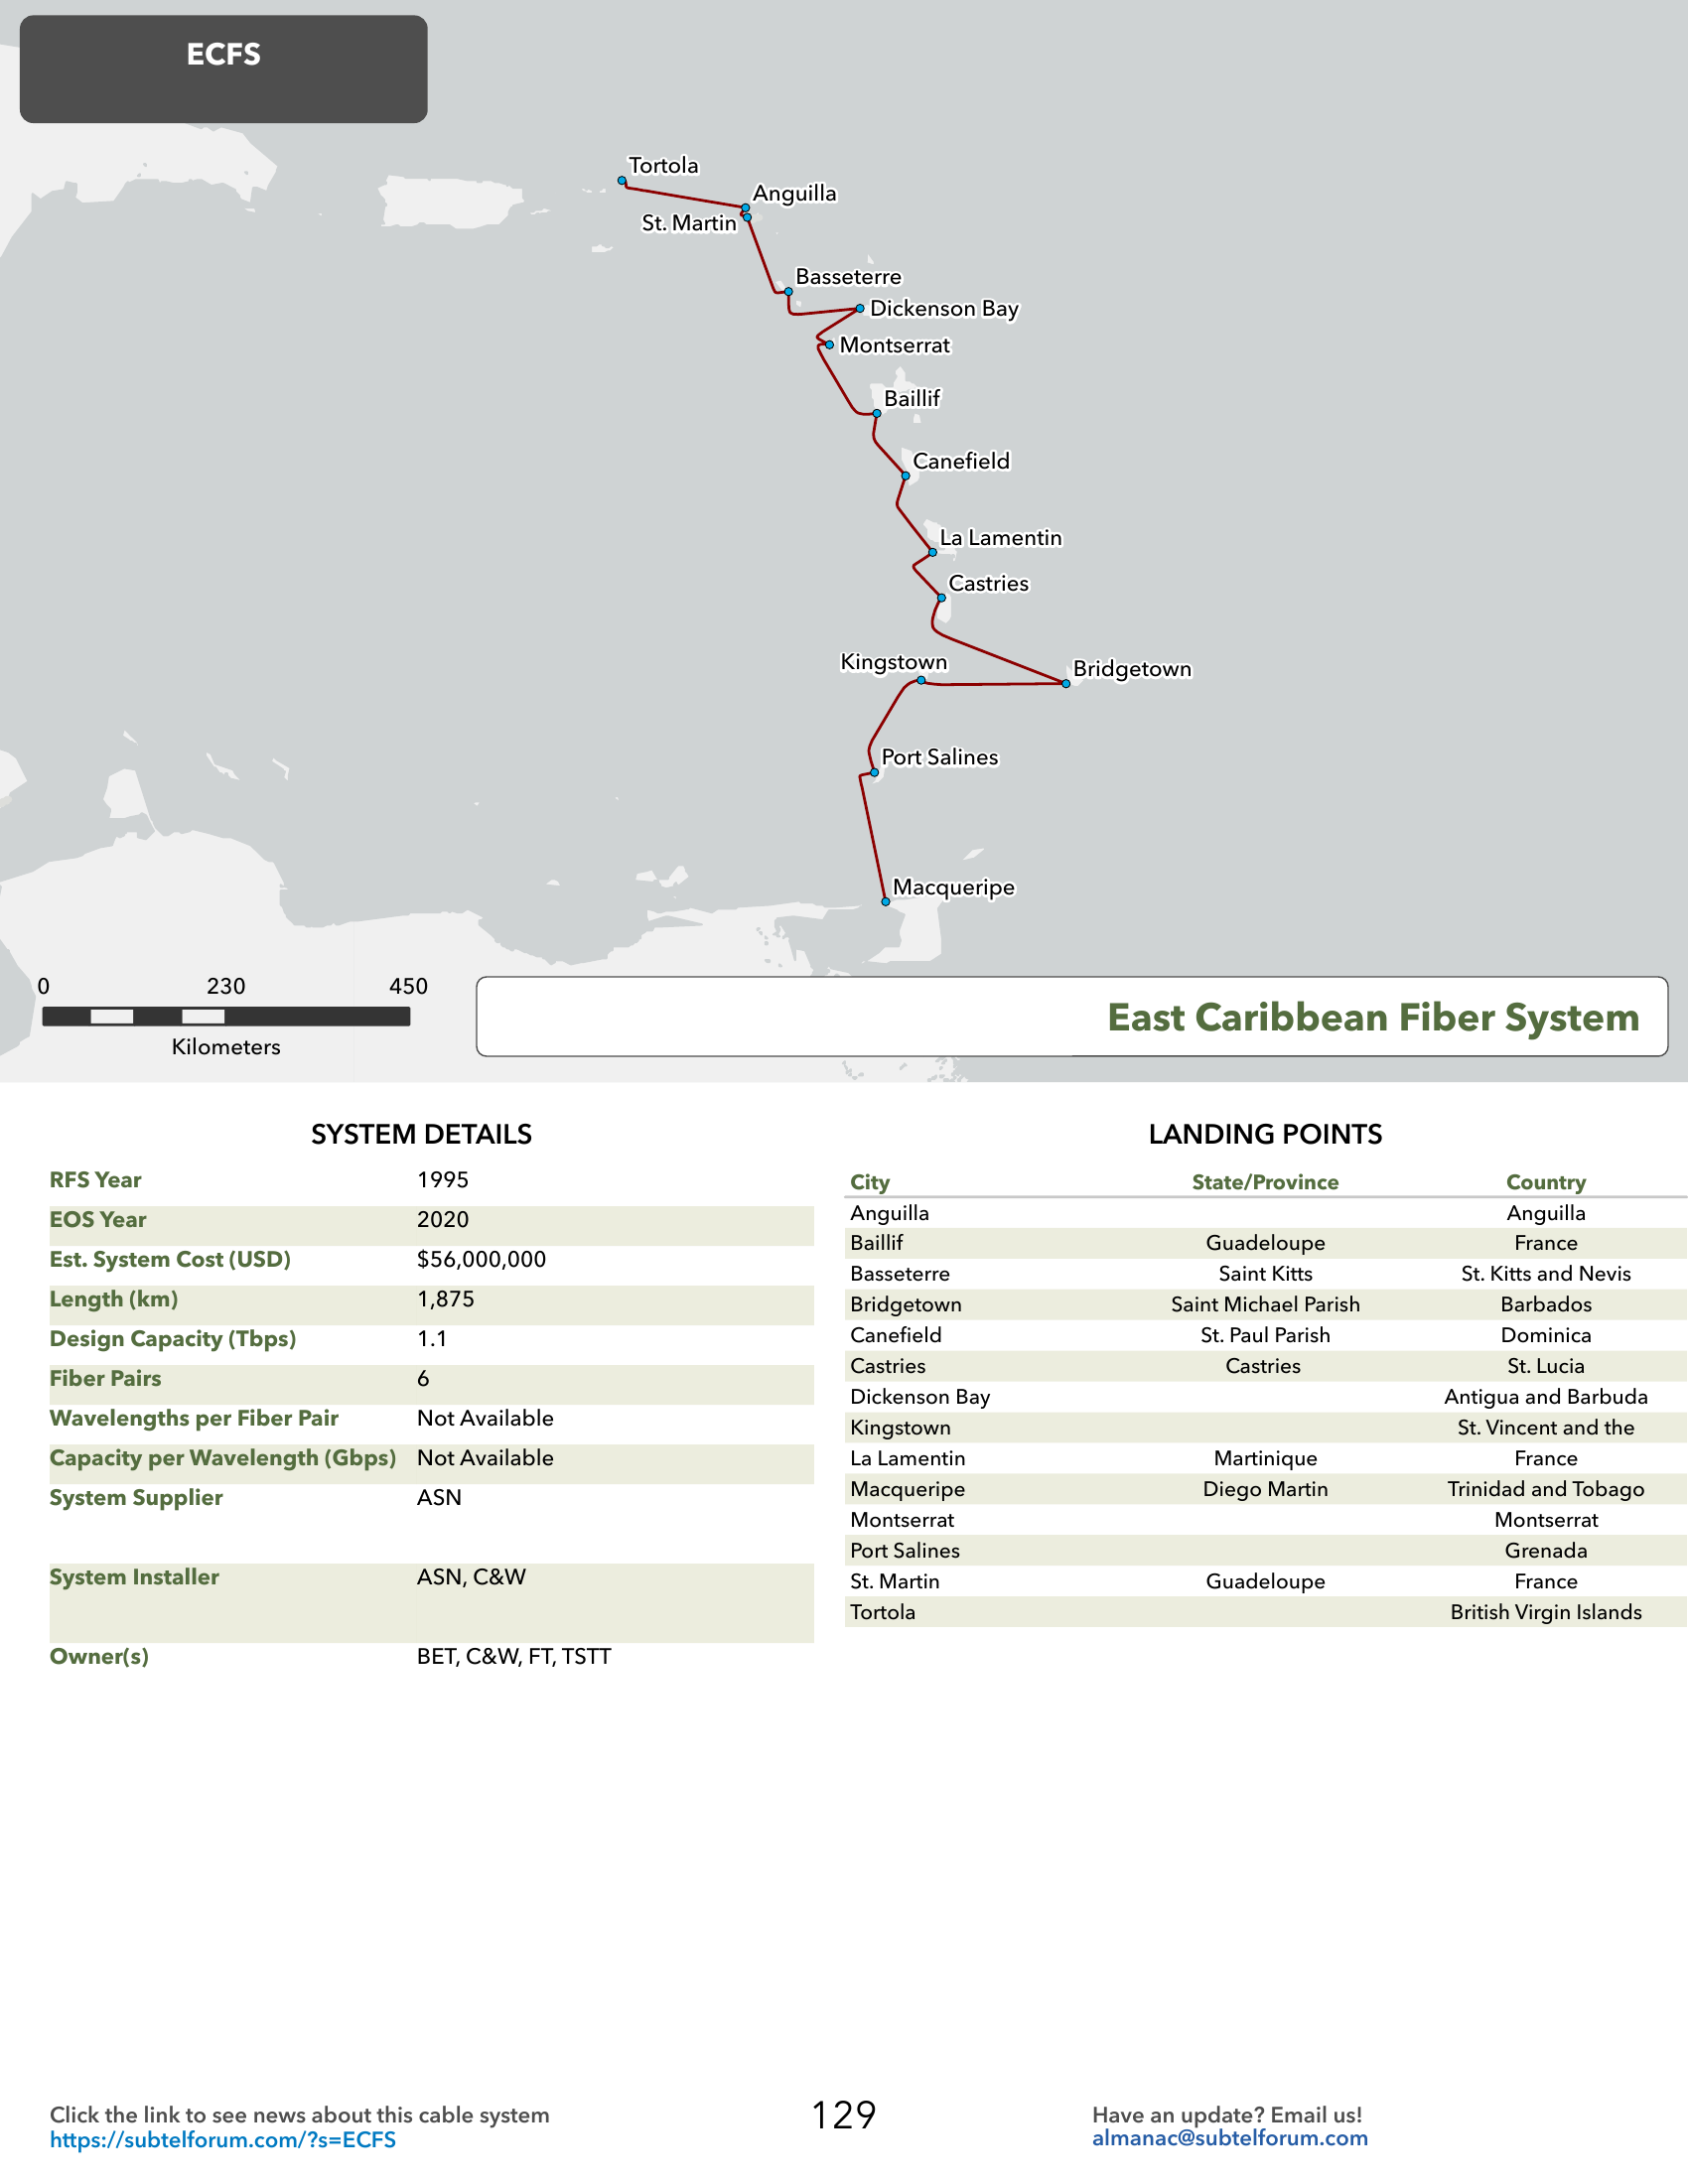 ECFS
Tortola
Anguilla
St. Martin
Basseterre
Dickenson Bay
Montserrat
Baillif
Canefield
La Lamentin
Castries
Kingstown
Bridgetown
Port Salines
Macqueripe
0 230 450
Kilometers
East Caribbean Fiber System
SYSTEM DETAILS
RFS Year 1995
EOS Year 2020
Est. System Cost (USD) $56,000,000
Length (km) 1,875
Design Capacity (Tbps) 1.1
Fiber Pairs 6
Wavelengths per Fiber Pair Not Available
Capacity per Wavelength (Gbps) Not Available
System Supplier ASN
System Installer ASN, C&W
Owner(s) BET, C&W, FT, TSTT
LANDING POINTS
City State/Province Country
Anguilla Anguilla
Baillif Guadeloupe France
Basseterre Saint Kitts St. Kitts and Nevis
Bridgetown Saint Michael Parish Barbados
Canefield St. Paul Parish Dominica
Castries Castries St. Lucia
Dickenson Bay Antigua and Barbuda
Kingstown St. Vincent and the
La Lamentin Martinique France
Macqueripe Diego Martin Trinidad and Tobago
Montserrat Montserrat
Port Salines Grenada
St. Martin Guadeloupe France
Tortola British Virgin Islands
Click the link to see news about this cable system
https://subtelforum.com/?s=ECFS
129
Have an update? Email us!
almanac@subtelforum.com